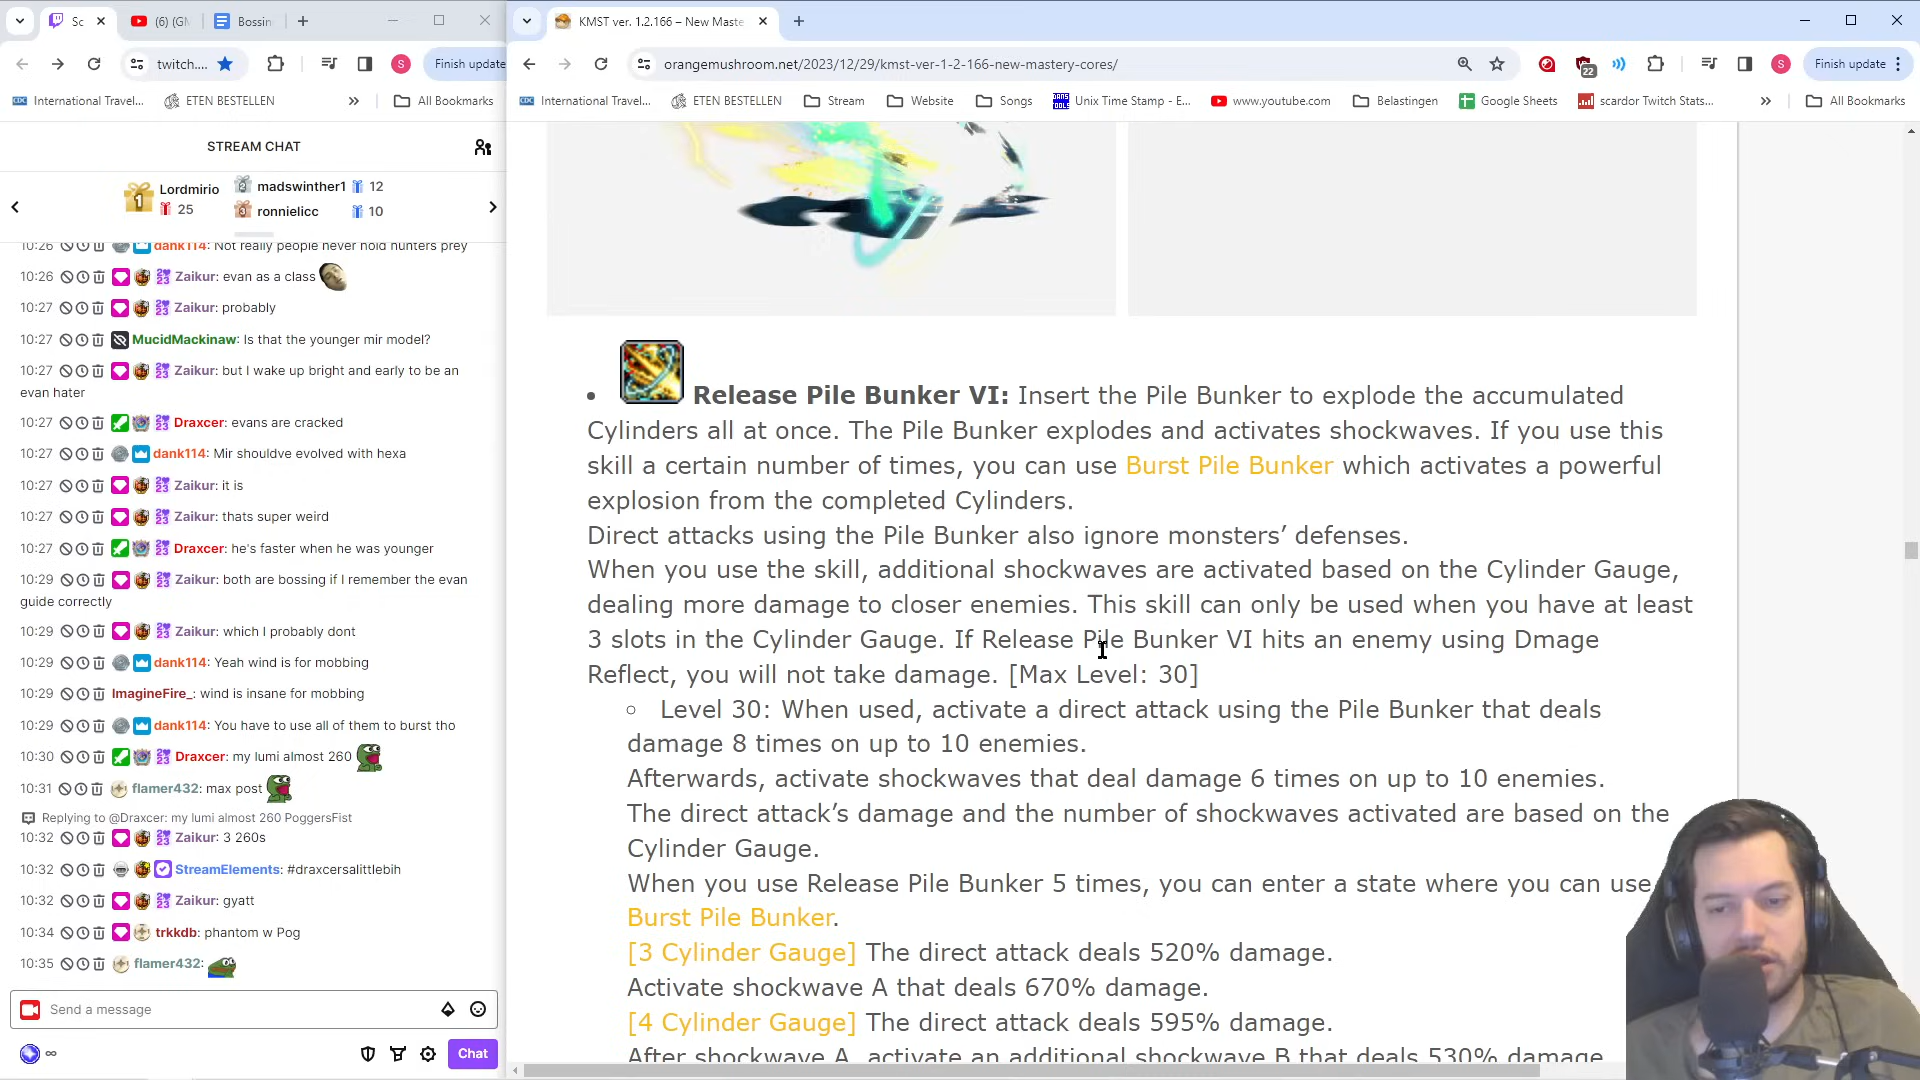 Sc
(6) (GM
Bossin
KMST ver. 1.2.166 – New Maste
twitch....
S
Finish update
orangemushroom.net/2023/12/29/kmst-ver-1-2-166-new-mastery-cores/
22
S
Finish update
International Travel...
ETEN BESTELLEN
»
All Bookmarks
International Travel...
ETEN BESTELLEN
Stream
Website
Songs
Unix Time Stamp - E...
www.youtube.com
Belastingen
Google Sheets
scardor Twitch Stats...
»
All Bookmarks
STREAM CHAT
1
Lordmirio
25
2
madswinther1
12
3
ronnielicc
10
10:26 dank114: Not really people never hold hunters prey
10:26 Zaikur: evan as a class
10:27 Zaikur: probably
10:27 MucidMackinaw: Is that the younger mir model?
10:27 Zaikur: but I wake up bright and early to be an
evan hater
10:27 Draxcer: evans are cracked
10:27 dank114: Mir shouldve evolved with hexa
10:27 Zaikur: it is
10:27 Zaikur: thats super weird
10:27 Draxcer: he's faster when he was younger
10:29 Zaikur: both are bossing if I remember the evan
guide correctly
10:29 Zaikur: which I probably dont
10:29 dank114: Yeah wind is for mobbing
10:29 ImagineFire_: wind is insane for mobbing
10:29 dank114: You have to use all of them to burst tho
10:30 Draxcer: my lumi almost 260
10:31 flamer432: max post
Replying to @Draxcer: my lumi almost 260 PoggersFist
10:32 Zaikur: 3 260s
10:32 StreamElements: #draxcersalittlebih
10:32 Zaikur: gyatt
10:34 trkkdb: phantom w Pog
10:35 flamer432:
Send a message
∞
Chat
• Release Pile Bunker VI: Insert the Pile Bunker to explode the accumulated
Cylinders all at once. The Pile Bunker explodes and activates shockwaves. If you use this
skill a certain number of times, you can use Burst Pile Bunker which activates a powerful
explosion from the completed Cylinders.
Direct attacks using the Pile Bunker also ignore monsters’ defenses.
When you use the skill, additional shockwaves are activated based on the Cylinder Gauge,
dealing more damage to closer enemies. This skill can only be used when you have at least
3 slots in the Cylinder Gauge. If Release Pile Bunker VI hits an enemy using Dmage
Reflect, you will not take damage. [Max Level: 30]
○ Level 30: When used, activate a direct attack using the Pile Bunker that deals
damage 8 times on up to 10 enemies.
Afterwards, activate shockwaves that deal damage 6 times on up to 10 enemies.
The direct attack’s damage and the number of shockwaves activated are based on the
Cylinder Gauge.
When you use Release Pile Bunker 5 times, you can enter a state where you can use
Burst Pile Bunker.
[3 Cylinder Gauge] The direct attack deals 520% damage.
Activate shockwave A that deals 670% damage.
[4 Cylinder Gauge] The direct attack deals 595% damage.
After shockwave A, activate an additional shockwave B that deals 530% damage